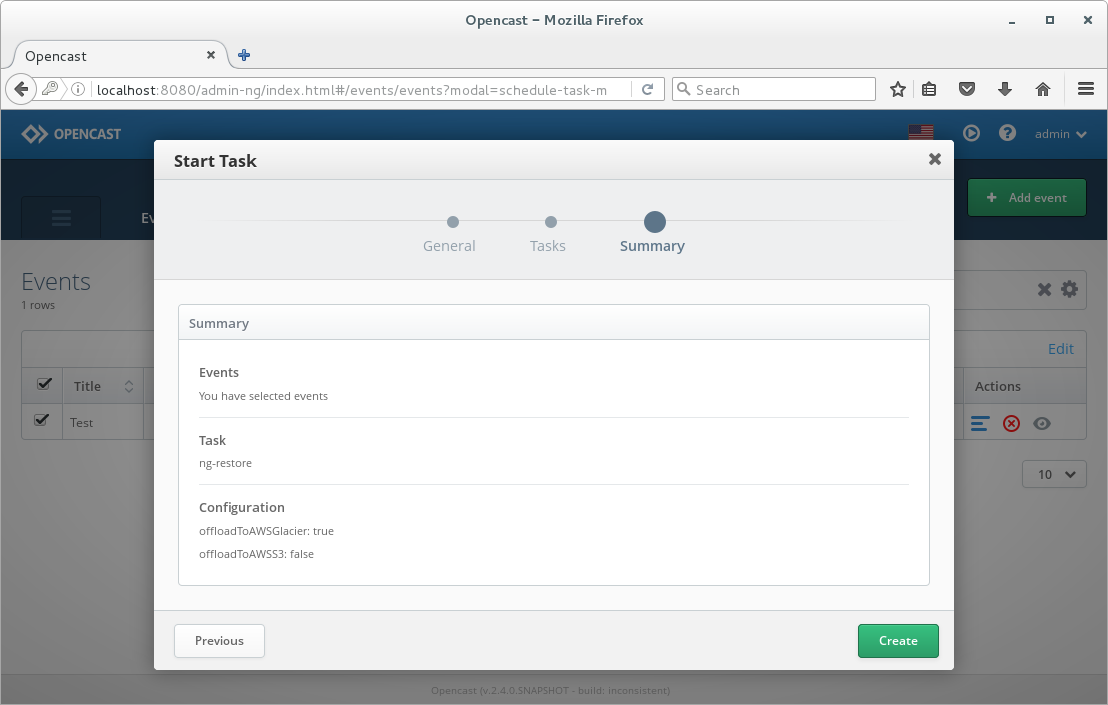 Opencast – Mozilla Firefox
Opencast
localhost:8080/admin-ng/index.html#/events/events?modal=schedule-task-m
Search
OPENCAST
admin
Start Task
Ev
Add event
General Tasks Summary
Events
1 rows
Summary
Edit
Events
You have selected events
Title
Actions
Test
Task
ng-restore
10
Configuration
offloadToAWSGlacier: true
offloadToAWSS3: false
Previous
Create
Opencast (v.2.4.0.SNAPSHOT - build: inconsistent)